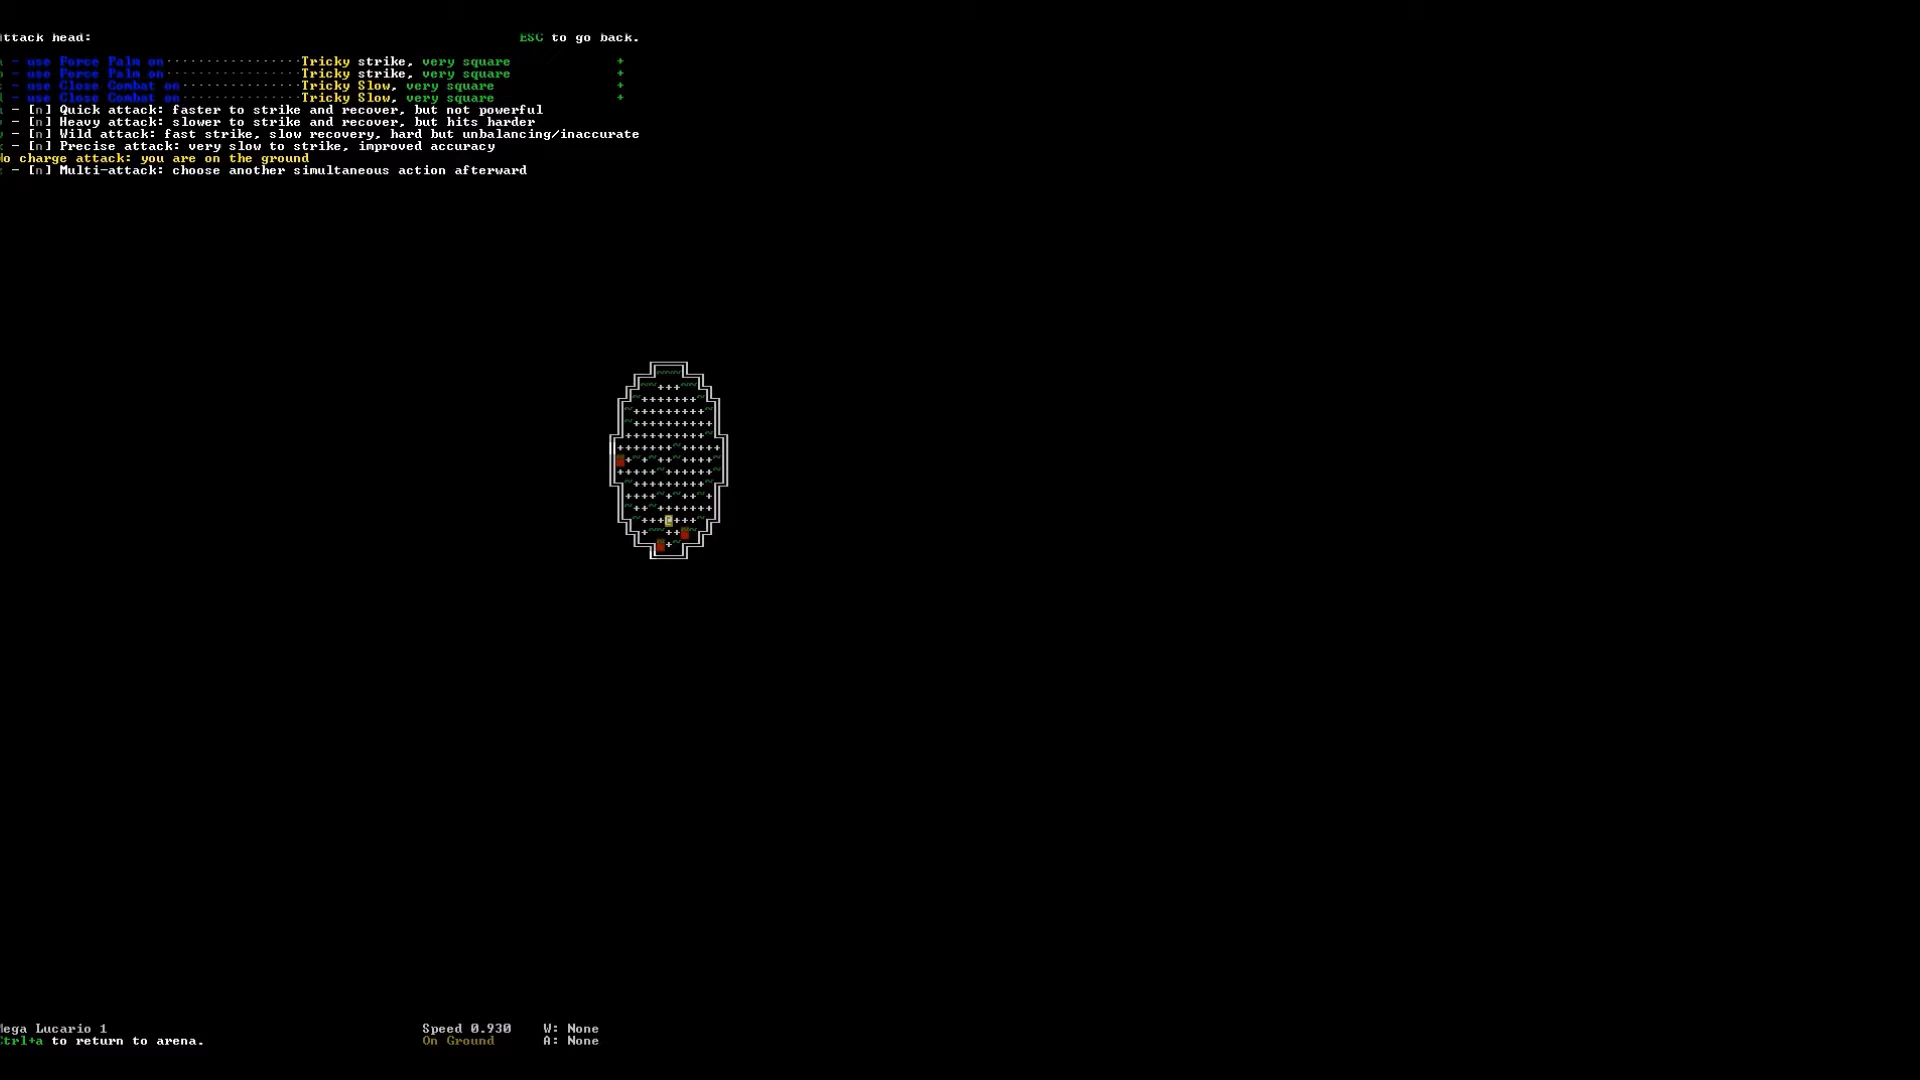 ttack head: ESC to go back.
- use Force Palm on Tricky strike, very square +
- use Force Palm on Tricky strike, very square +
- use Close Combat on Tricky Slow, very square +
- use Close Combat on Tricky Slow, very square +
- [n] Quick attack: faster to strike and recover, but not powerful
- [n] Heavy attack: slower to strike and recover, but hits harder
- [n] Wild attack: fast strike, slow recovery, hard but unbalancing/inaccurate
- [n] Precise attack: very slow to strike, improved accuracy
No charge attack: you are on the ground
- [n] Multi-attack: choose another simultaneous action afterward
Mega Lucario 1 Speed 0.930 W: None
Ctrl+a to return to arena. On Ground A: None